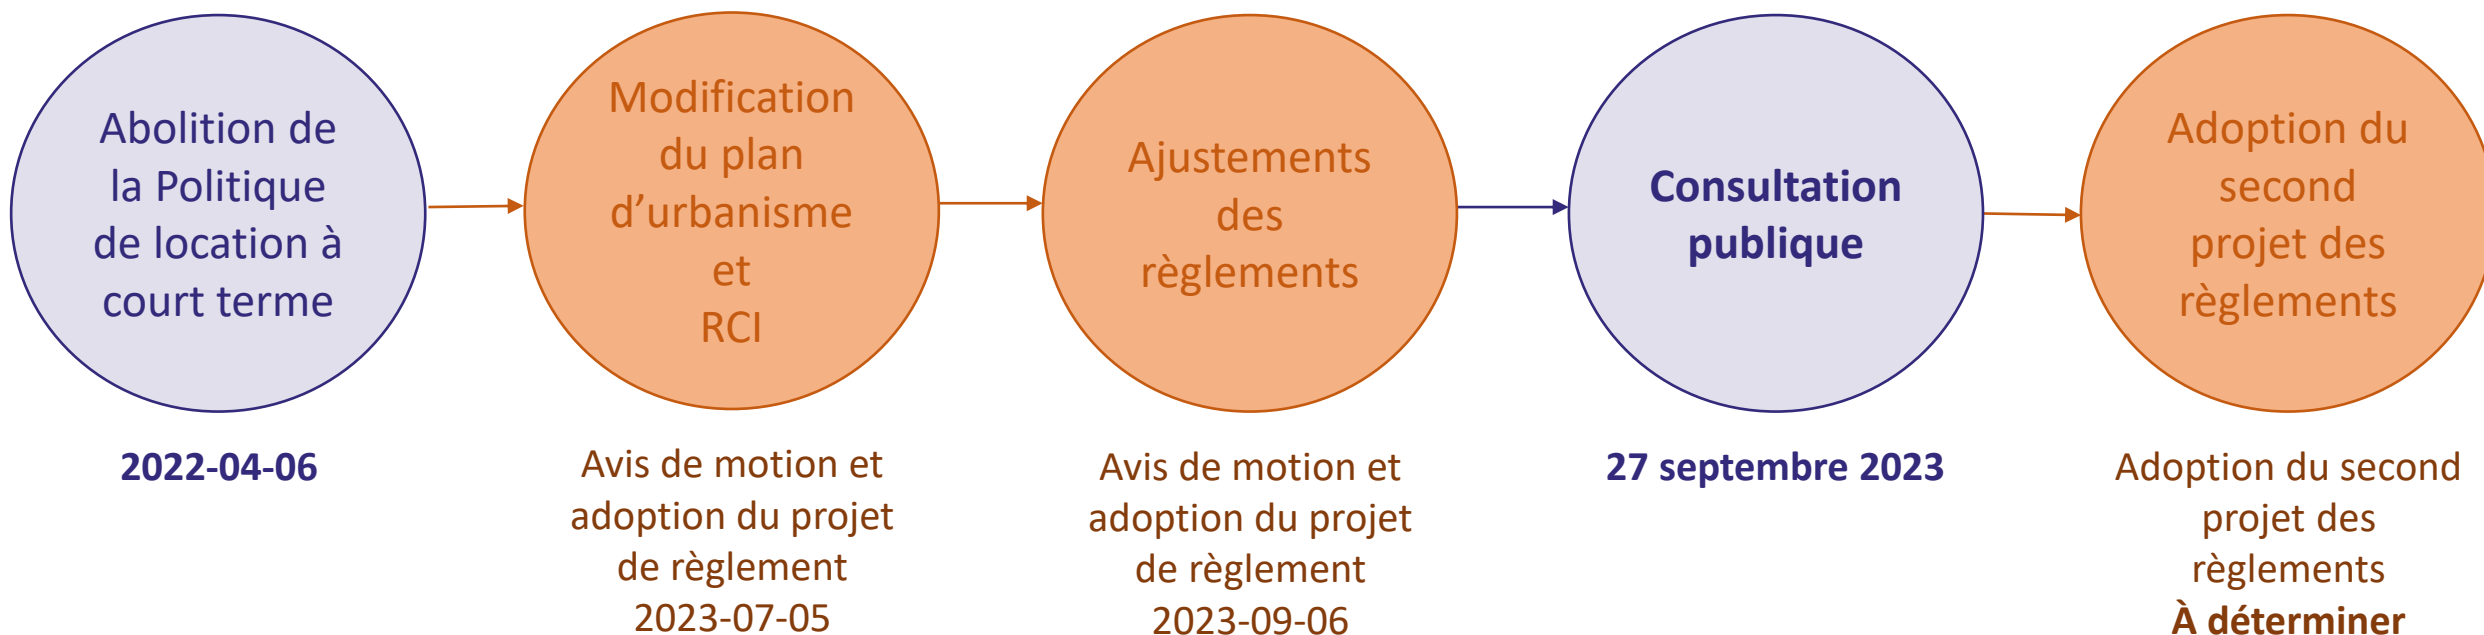 Abolition de
la Politique
de location à
court terme
2022-04-06
Modification
du plan
d’urbanisme
et
RCI
Avis de motion et
adoption du projet
de règlement
2023-07-05
Ajustements
des
règlements
Avis de motion et
adoption du projet
de règlement
2023-09-06
Consultation
publique
27 septembre 2023
Adoption du
second
projet des
règlements
Adoption du second
projet des
règlements
À déterminer